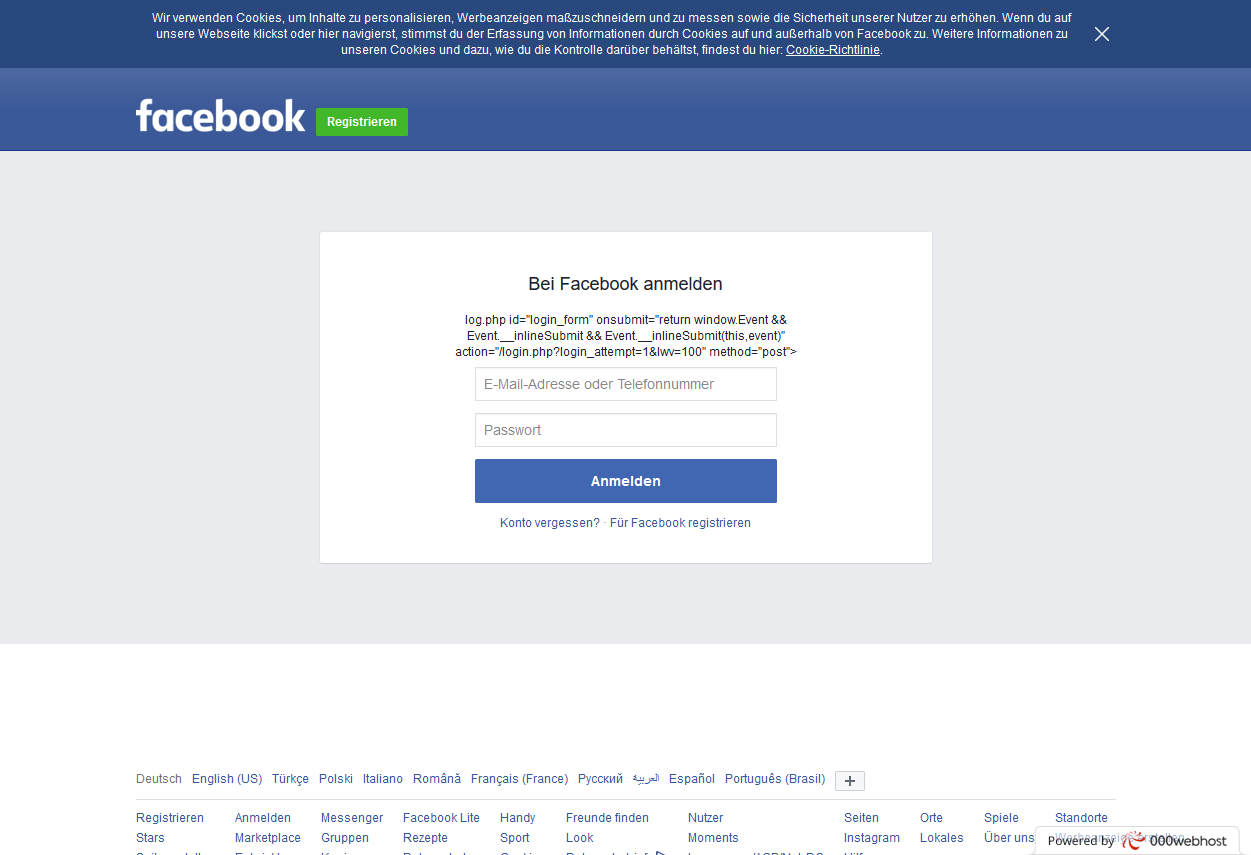 Wir verwenden Cookies, um Inhalte zu personalisieren, Werbeanzeigen maßzuschneidern und zu messen sowie die Sicherheit unserer Nutzer zu erhöhen. Wenn du auf
unsere Webseite klickst oder hier navigierst, stimmst du der Erfassung von Informationen durch Cookies auf und außerhalb von Facebook zu. Weitere Informationen zu
unseren Cookies und dazu, wie du die Kontrolle darüber behältst, findest du hier: Cookie-Richtlinie.
facebook Registrieren
Bei Facebook anmelden
log.php id="login_form" onsubmit="return window.Event &&
Event.__inlineSubmit && Event.__inlineSubmit(this,event)"
action="/login.php?login_attempt=1&lwv=100" method="post">
E-Mail-Adresse oder Telefonnummer
Passwort
Anmelden
Konto vergessen? · Für Facebook registrieren
Deutsch English (US) Türkçe Polski Italiano Română Français (France) Русский العربية Español Português (Brasil)
Registrieren Anmelden Messenger Facebook Lite Handy Freunde finden Nutzer Seiten Orte Spiele Standorte
Stars Marketplace Gruppen Rezepte Sport Look Moments Instagram Lokales Über uns Werbeanzeige erstellen
Powered by 000webhost